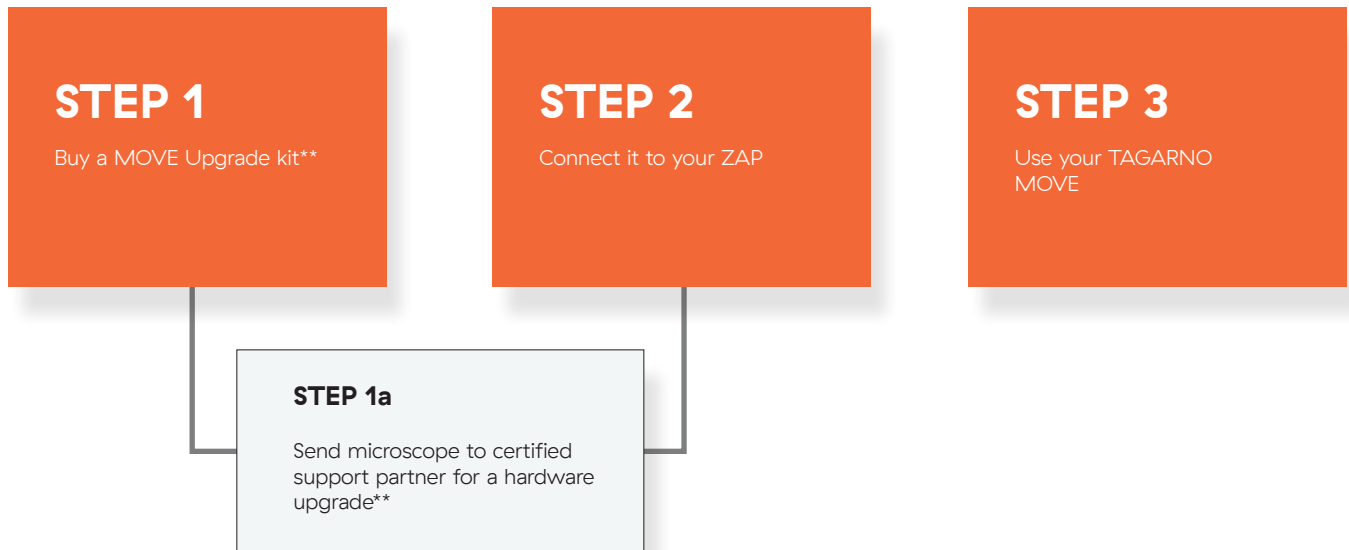 STEP 1
Buy a MOVE Upgrade kit**
STEP 2
Connect it to your ZAP
STEP 3
Use your TAGARNO
MOVE
STEP 1a
Send microscope to certified
support partner for a hardware
upgrade**